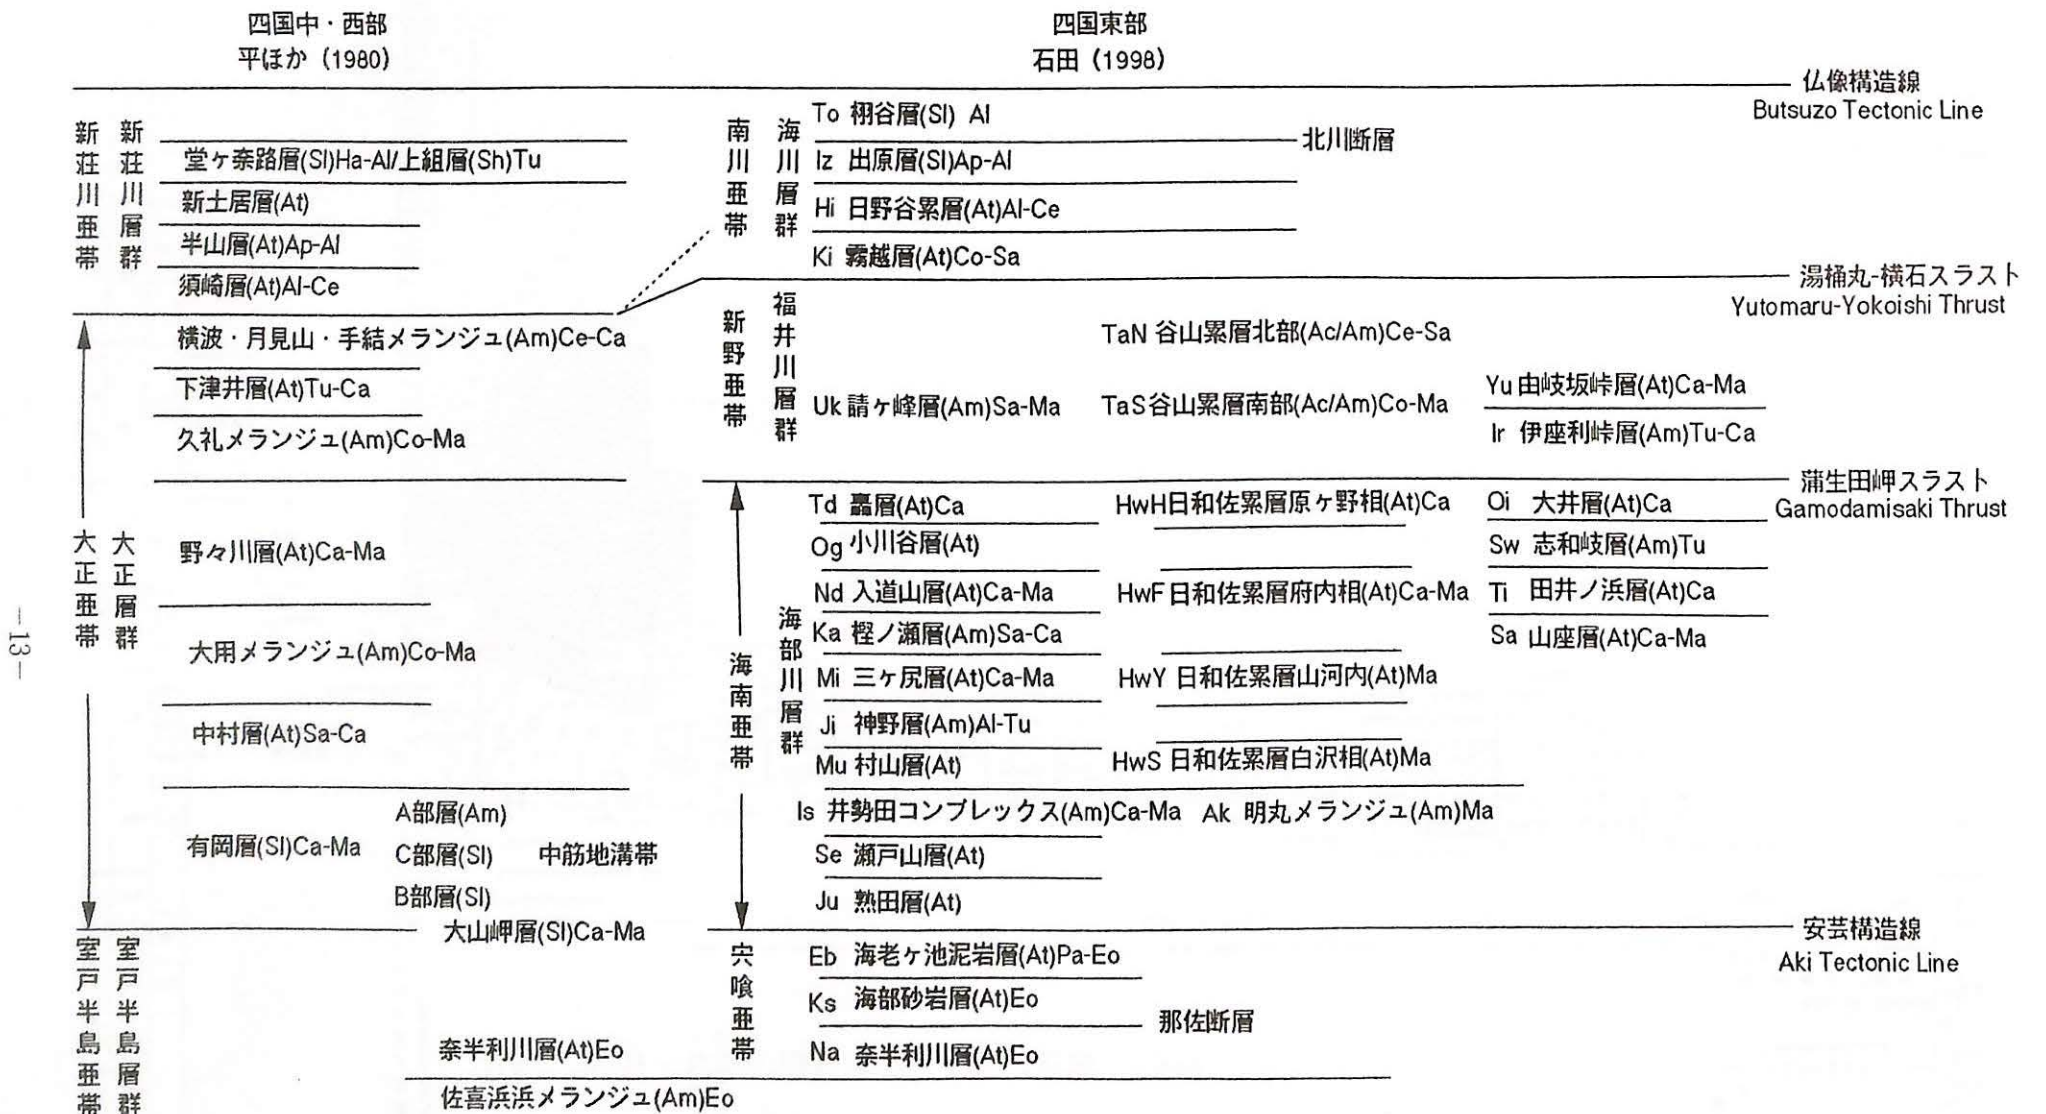 四国中・西部
平ほか（1980）
四国東部
石田（1998）
仏像構造線
Butsuzo Tectonic Line
新荘川亜帯
新荘川層群
堂ヶ奈路層(Sl)Ha-Al/上組層(Sh)Tu
新土居層(At)
半山層(At)Ap-Al
須崎層(At)Al-Ce
南川亜帯
海川層群
To 栩谷層(Sl) Al
北川断層
Iz 出原層(Sl)Ap-Al
Hi 日野谷累層(At)Al-Ce
Ki 霧越層(At)Co-Sa
湯桶丸-横石スラスト
Yutomaru-Yokoishi Thrust
大正亜帯
大正層群
横波・月見山・手結メランジュ(Am)Ce-Ca
下津井層(At)Tu-Ca
久礼メランジュ(Am)Co-Ma
野々川層(At)Ca-Ma
大用メランジュ(Am)Co-Ma
中村層(At)Sa-Ca
有岡層(Sl)Ca-Ma
A部層(Am)
C部層(Sl)
中筋地溝帯
B部層(Sl)
新野亜帯
福井川層群
TaN 谷山累層北部(Ac/Am)Ce-Sa
Uk 請ヶ峰層(Am)Sa-Ma
TaS 谷山累層南部(Ac/Am)Co-Ma
Yu 由岐坂峠層(At)Ca-Ma
Ir 伊座利峠層(Am)Tu-Ca
蒲生田岬スラスト
Gamodamisaki Thrust
海南亜帯
海部川層群
Td 轟層(At)Ca
HwH 日和佐累層原ヶ野相(At)Ca
Oi 大井層(At)Ca
Og 小川谷層(At)
Sw 志和岐層(Am)Tu
Nd 入道山層(At)Ca-Ma
HwF 日和佐累層府内相(At)Ca-Ma
Ti 田井ノ浜層(At)Ca
Ka 樫ノ瀬層(Am)Sa-Ca
Sa 山座層(At)Ca-Ma
Mi 三ヶ尻層(At)Ca-Ma
HwY 日和佐累層山河内(At)Ma
Ji 神野層(Am)Al-Tu
Mu 村山層(At)
HwS 日和佐累層白沢相(At)Ma
Is 井勢田コンプレックス(Am)Ca-Ma
Ak 明丸メランジュ(Am)Ma
Se 瀬戸山層(At)
Ju 熟田層(At)
安芸構造線
Aki Tectonic Line
室戸半島亜帯
室戸半島層群
大山岬層(Sl)Ca-Ma
奈半利川層(At)Eo
佐喜浜浜メランジュ(Am)Eo
宍喰亜帯
Eb 海老ヶ池泥岩層(At)Pa-Eo
Ks 海部砂岩層(At)Eo
那佐断層
Na 奈半利川層(At)Eo
-13-